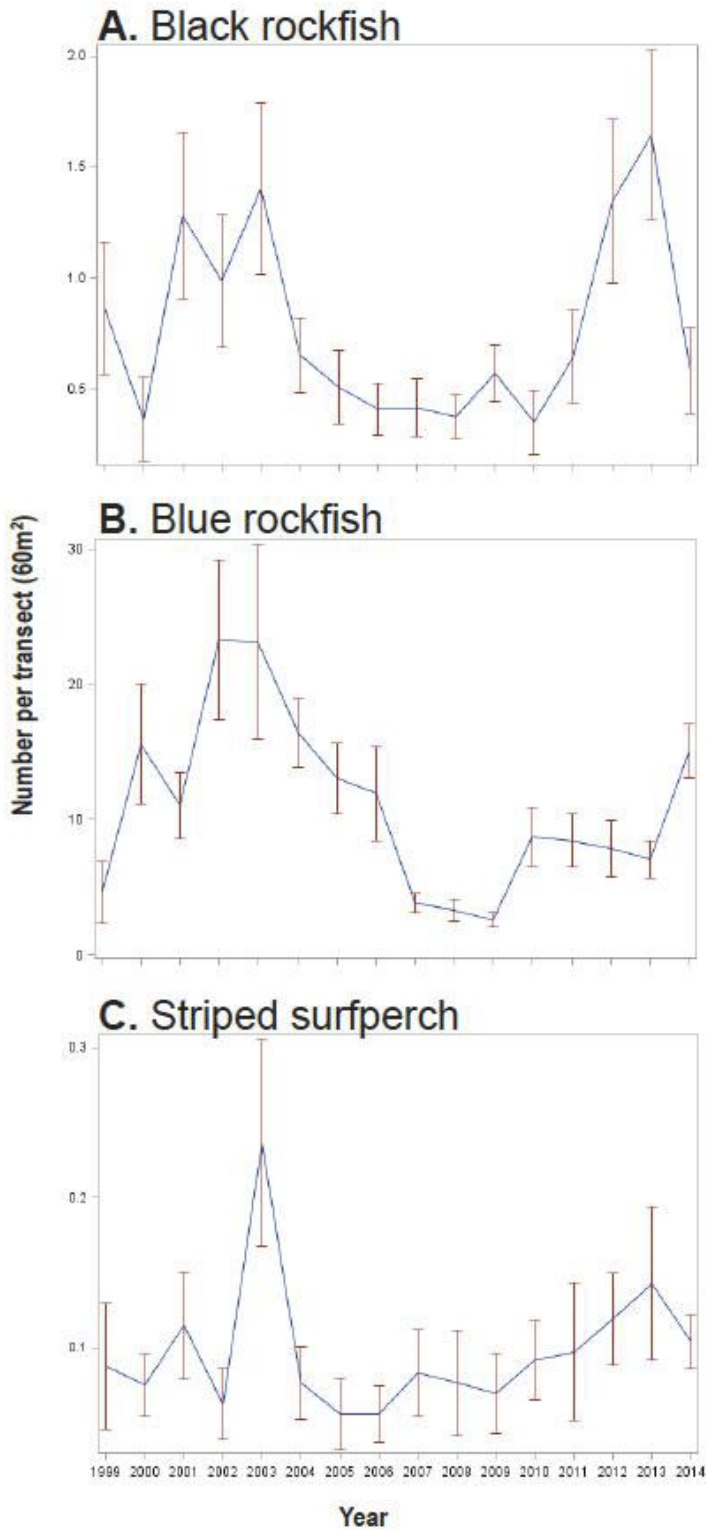 A. Black rockfish
2.0
1.5
1.0
0.5
B. Blue rockfish
30
20
10
0
C. Striped surfperch
0.3
0.2
0.1
Number per transect (60m²)
1999 2000 2001 2002 2003 2004 2005 2006 2007 2008 2009 2010 2011 2012 2013 2014
Year